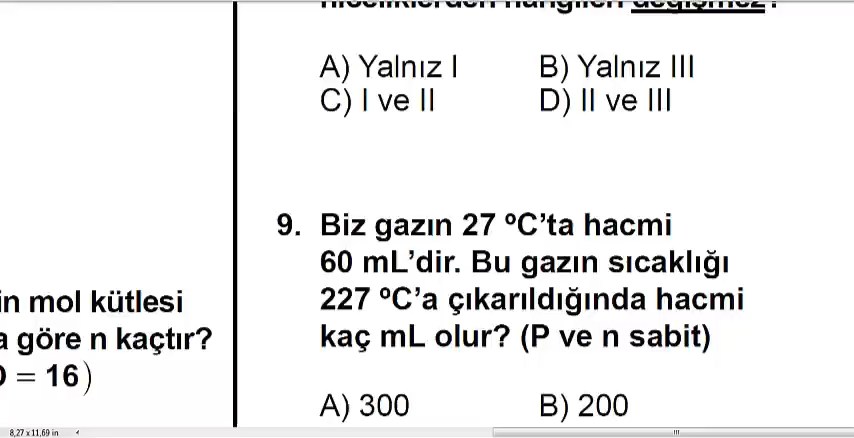 değişmez?
A) Yalnız I
B) Yalnız III
C) I ve II
D) II ve III
in mol kütlesi
göre n kaçtır?
= 16)
9. Biz gazın 27 ºC’ta hacmi
60 mL’dir. Bu gazın sıcaklığı
227 ºC’a çıkarıldığında hacmi
kaç mL olur? (P ve n sabit)
A) 300
B) 200
8,27 x 11,69 in